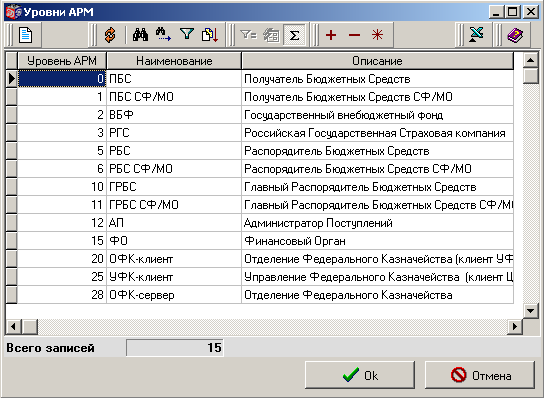 Уровни АРМ
Уровень АРМ Наименование Описание
0 ПБС Получатель Бюджетных Средств
1 ПБС СФ/МО Получатель Бюджетных Средств СФ/МО
2 ВБФ Государственный внебюджетный фонд
3 РГС Российская Государственная Страховая компания
5 РБС Распорядитель Бюджетных Средств
6 РБС СФ/МО Распорядитель Бюджетных Средств СФ/МО
10 ГРБС Главный Распорядитель Бюджетных Средств
11 ГРБС СФ/МО Главный Распорядитель Бюджетных Средств СФ/МО
12 АП Администратор Поступлений
15 ФО Финансовый Орган
20 ОФК-клиент Отделение Федерального Казначейства (клиент УФ
25 УФК-клиент Управление Федерального Казначейства (клиент Ц
28 ОФК-сервер Отделение Федерального Казначейства
Всего записей 15
Ok Отмена